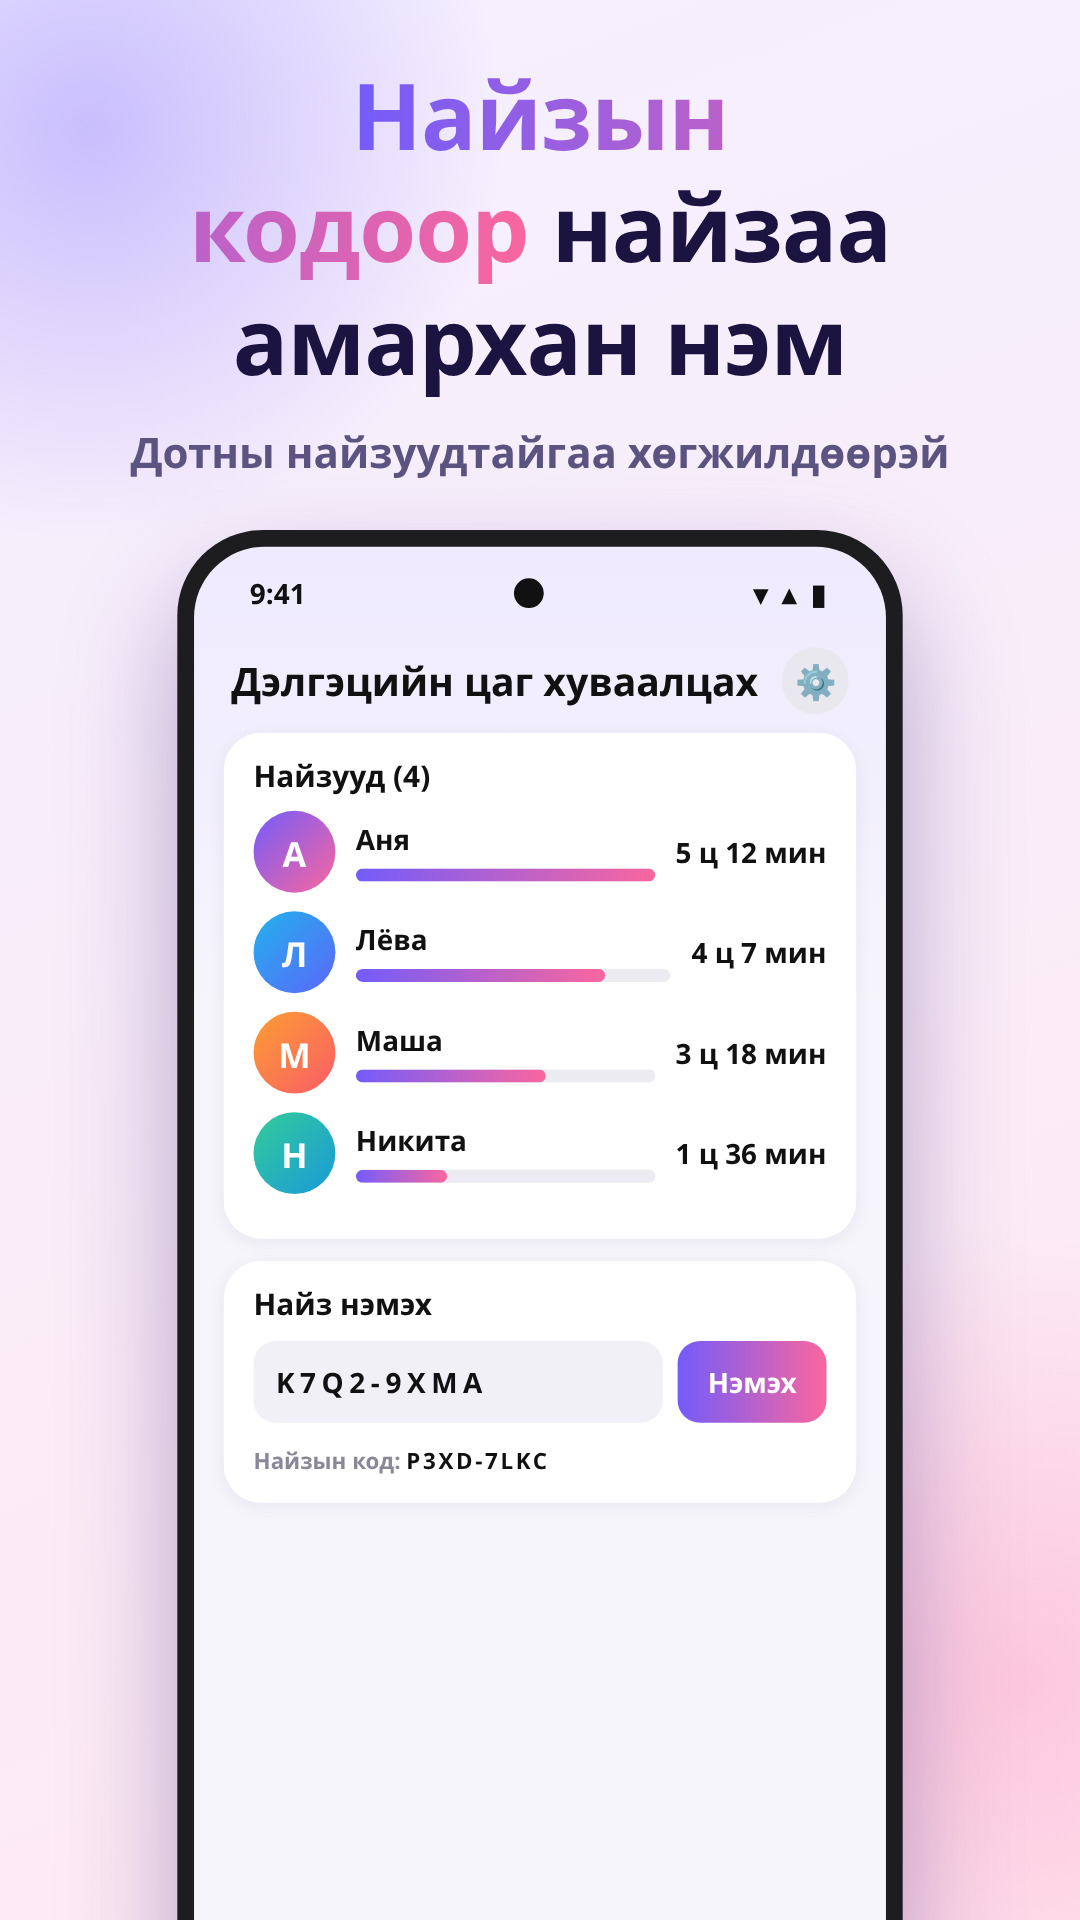 Найзын
кодоор найзаа
амархан нэм
Дотны найзуудтайгаа хөгжилдөөрэй
9:41
Дэлгэцийн цаг хуваалцах
Найзууд (4)
А
Аня
5 ц 12 мин
Л
Лёва
4 ц 7 мин
М
Маша
3 ц 18 мин
Н
Никита
1 ц 36 мин
Найз нэмэх
K7Q2-9XMA
Нэмэх
Найзын код: P3XD-7LKC